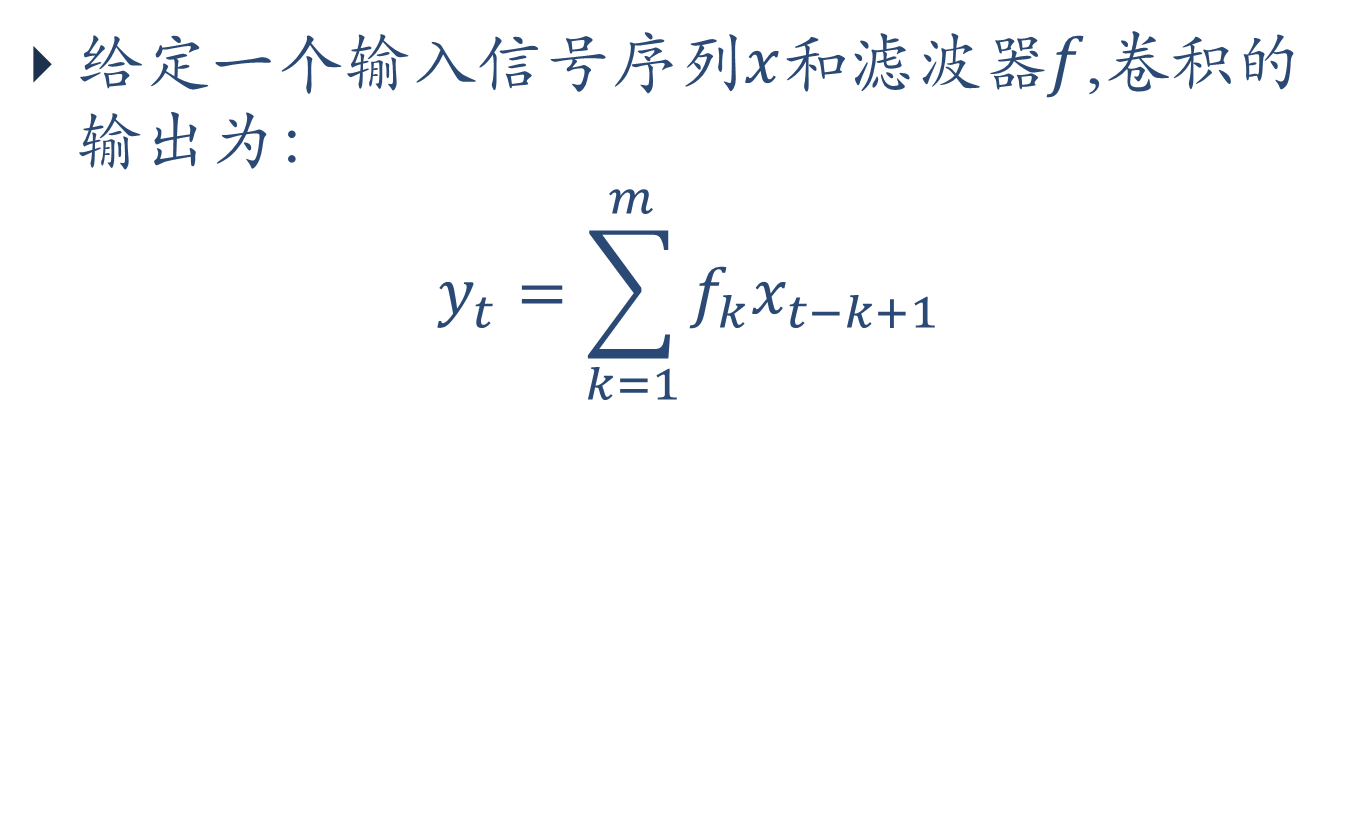 给定一个输入信号序列𝑥和滤波器𝑓,卷积的
输出为：
$y_t = \sum_{k=1}^{m} f_k x_{t-k+1}$